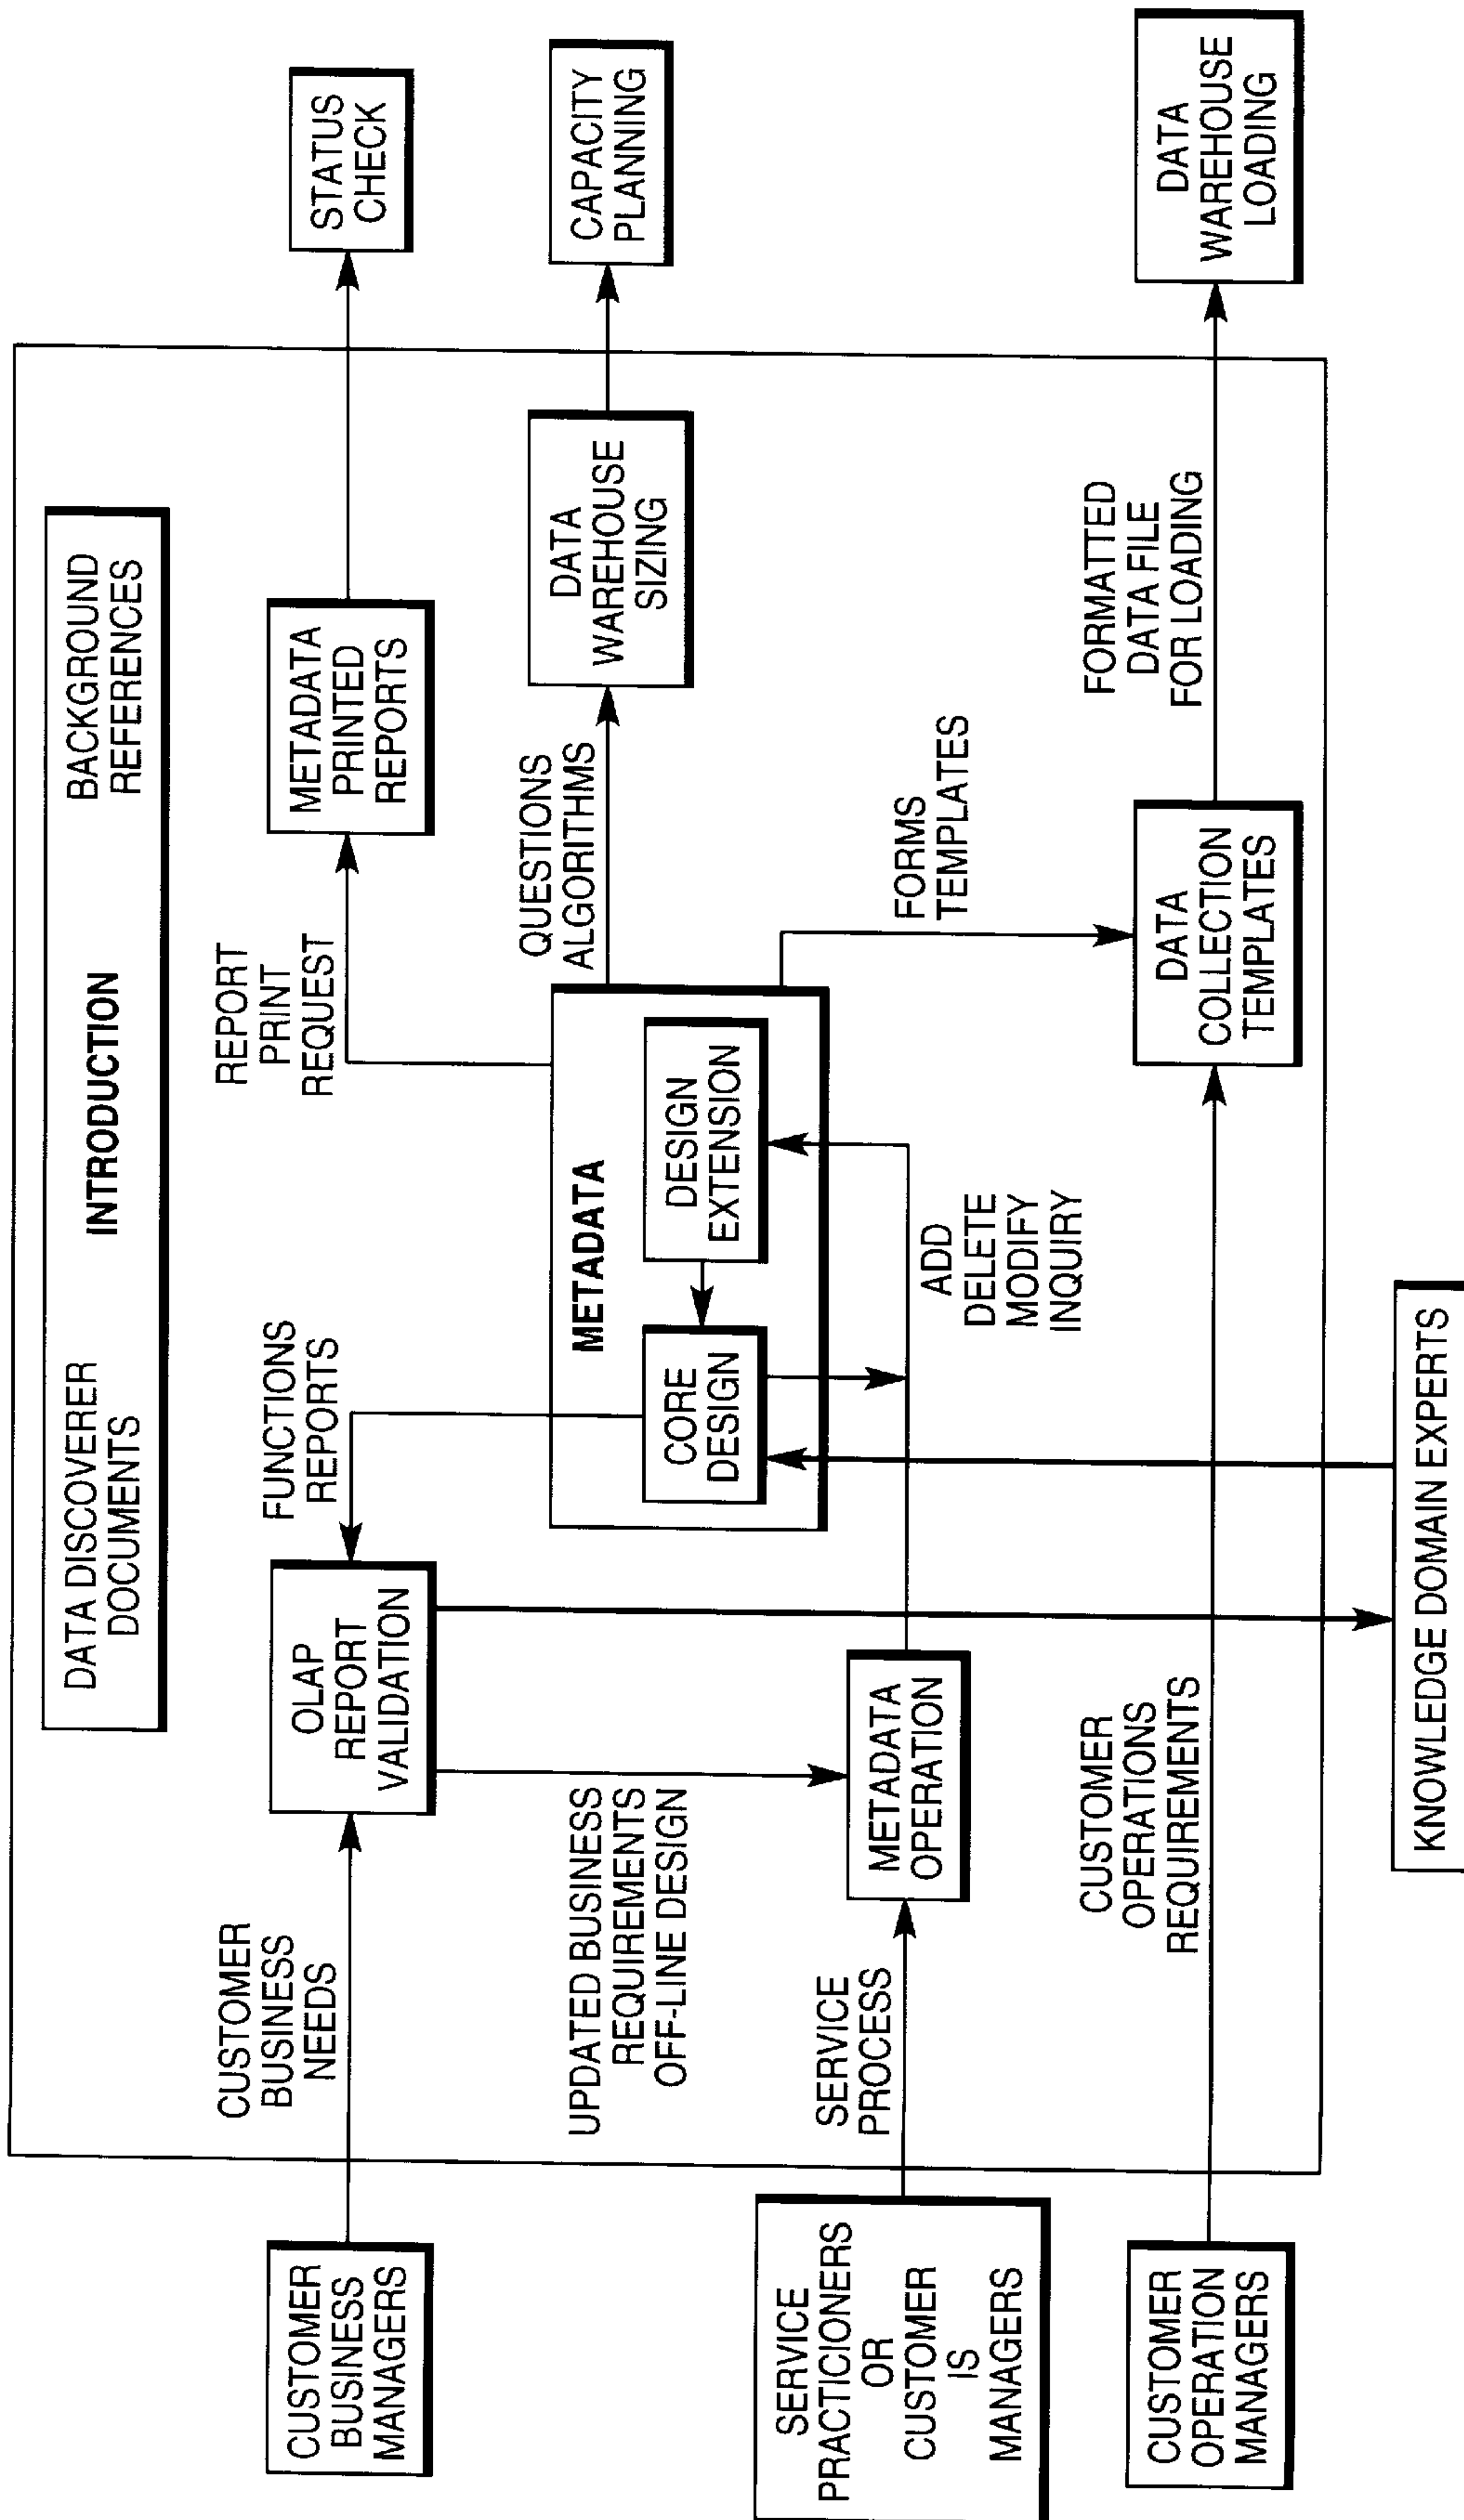 DATA DISCOVERER
DOCUMENTS
INTRODUCTION
BACKGROUND
REFERENCES
CUSTOMER
BUSINESS
MANAGERS
CUSTOMER
BUSINESS
NEEDS
OLAP
REPORT
VALIDATION
FUNCTIONS
REPORTS
REPORT
PRINT
REQUEST
METADATA
PRINTED
REPORTS
STATUS
CHECK
UPDATED BUSINESS
REQUIREMENTS
OFF-LINE DESIGN
METADATA
CORE
DESIGN
DESIGN
EXTENSION
QUESTIONS
ALGORITHMS
DATA
WAREHOUSE
SIZING
CAPACITY
PLANNING
SERVICE
PRACTICIONERS
OR
CUSTOMER
IS
MANAGERS
SERVICE
PROCESS
METADATA
OPERATION
ADD
DELETE
MODIFY
INQUIRY
FORMS
TEMPLATES
CUSTOMER
OPERATION
MANAGERS
CUSTOMER
OPERATIONS
REQUIREMENTS
DATA
COLLECTION
TEMPLATES
FORMATTED
DATA FILE
FOR LOADING
DATA
WAREHOUSE
LOADING
KNOWLEDGE DOMAIN EXPERTS